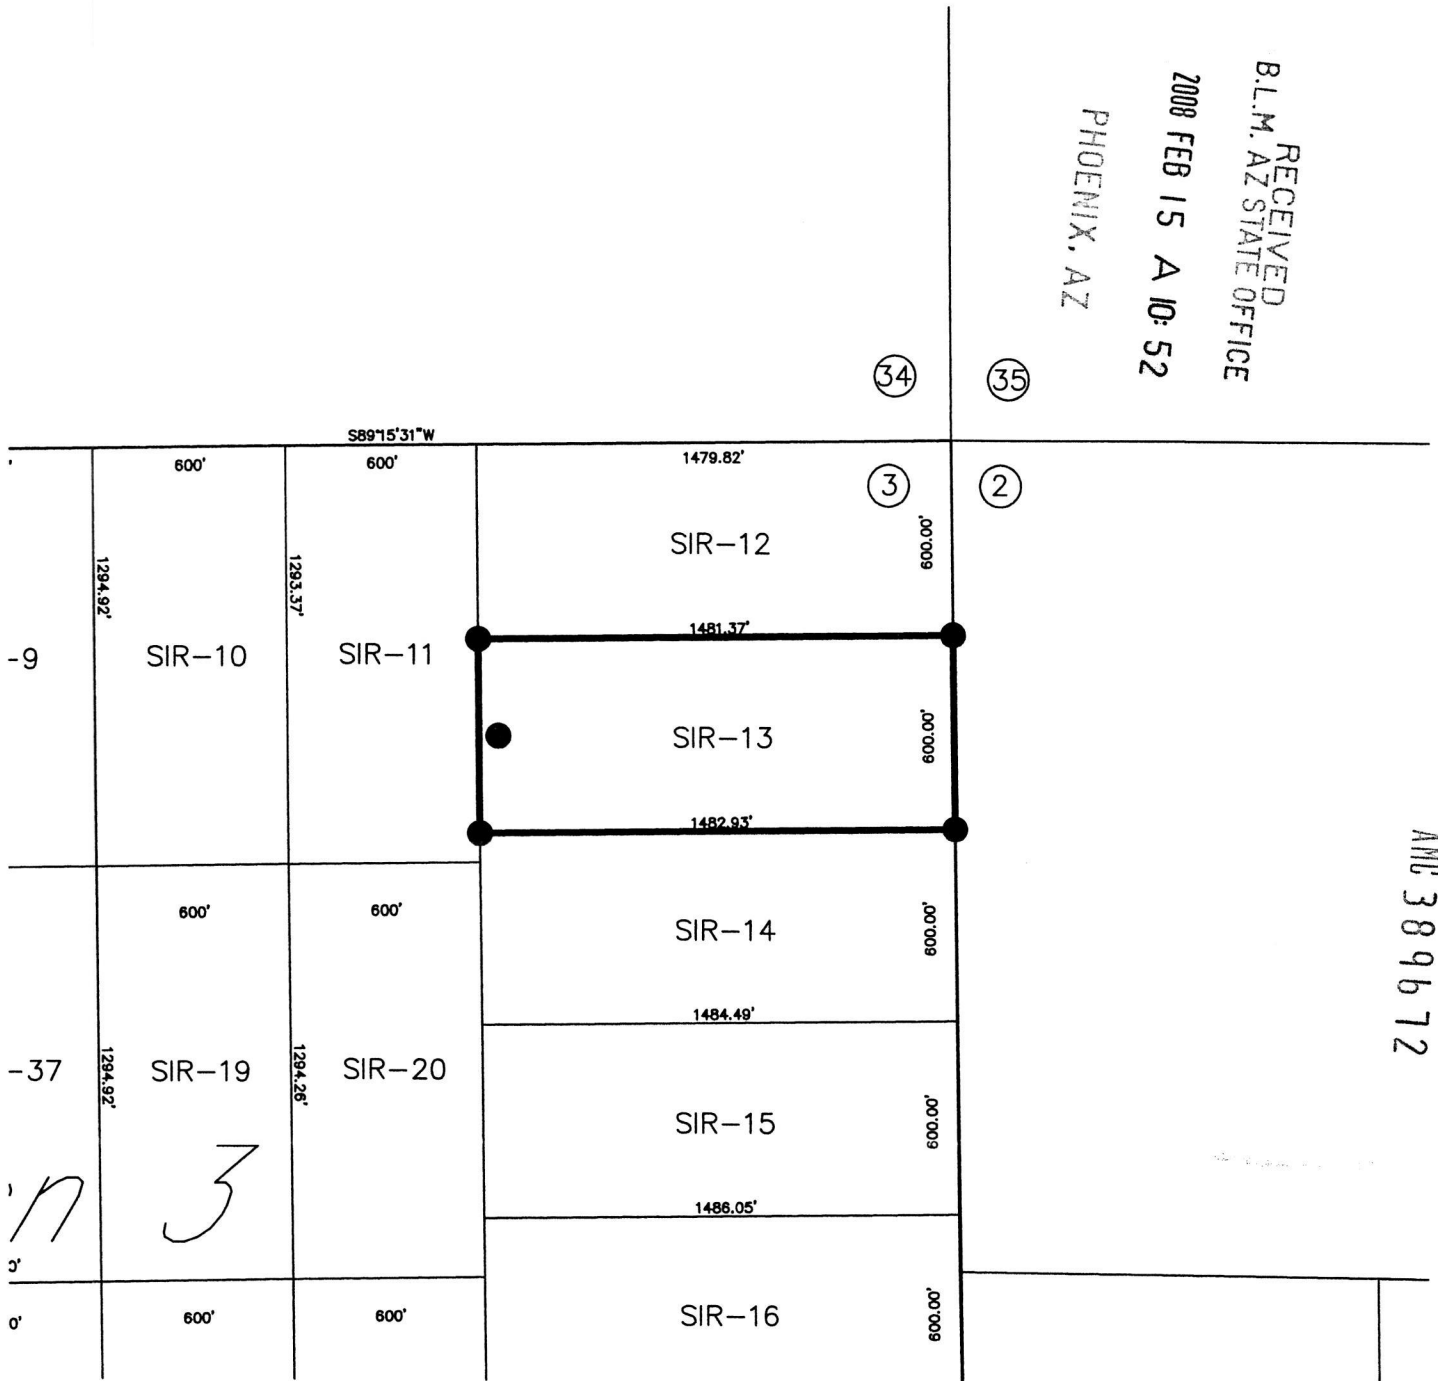 RECEIVED
B.L.M. AZ STATE OFFICE
2008 FEB 15 A 10:52
PHOENIX, AZ
34
35
S89°15'31"W
'
600'
600'
1479.82'
3
2
SIR-12
600.00'
1294.92'
1293.37'
1481.37'
-9
SIR-10
SIR-11
SIR-13
600.00'
1482.93'
AMC 389672
600'
600'
SIR-14
600.00'
1484.49'
-37
1294.92'
SIR-19
1294.26'
SIR-20
SIR-15
600.00'
n 3
1486.05'
0'
0'
600'
600'
SIR-16
600.00'